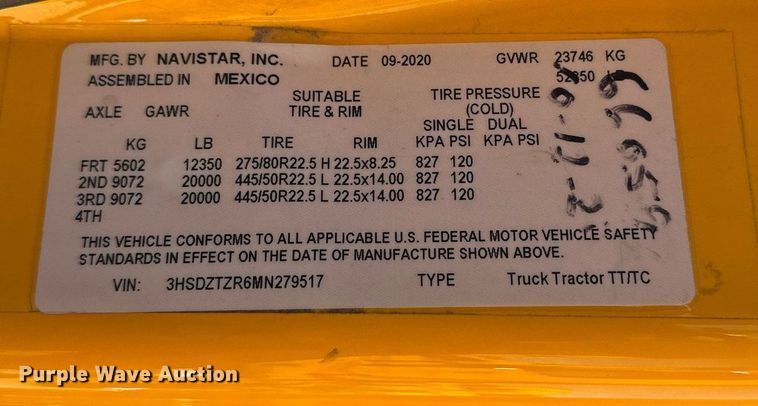 MFG. BY NAVISTAR, INC. DATE 09-2020 GVWR 23746 KG
ASSEMBLED IN MEXICO 52350
AXLE GAWR SUITABLE TIRE & RIM TIRE PRESSURE (COLD)
SINGLE DUAL
KG LB TIRE RIM KPA PSI KPA PSI
FRT 5602 12350 275/80R22.5 H 22.5x8.25 827 120
2ND 9072 20000 445/50R22.5 L 22.5x14.00 827 120
3RD 9072 20000 445/50R22.5 L 22.5x14.00 827 120
4TH
THIS VEHICLE CONFORMS TO ALL APPLICABLE U.S. FEDERAL MOTOR VEHICLE SAFETY
STANDARDS IN EFFECT ON THE DATE OF MANUFACTURE SHOWN ABOVE.
VIN: 3HSDZTZR6MN279517 TYPE Truck Tractor TT/TC
Purple Wave Auction